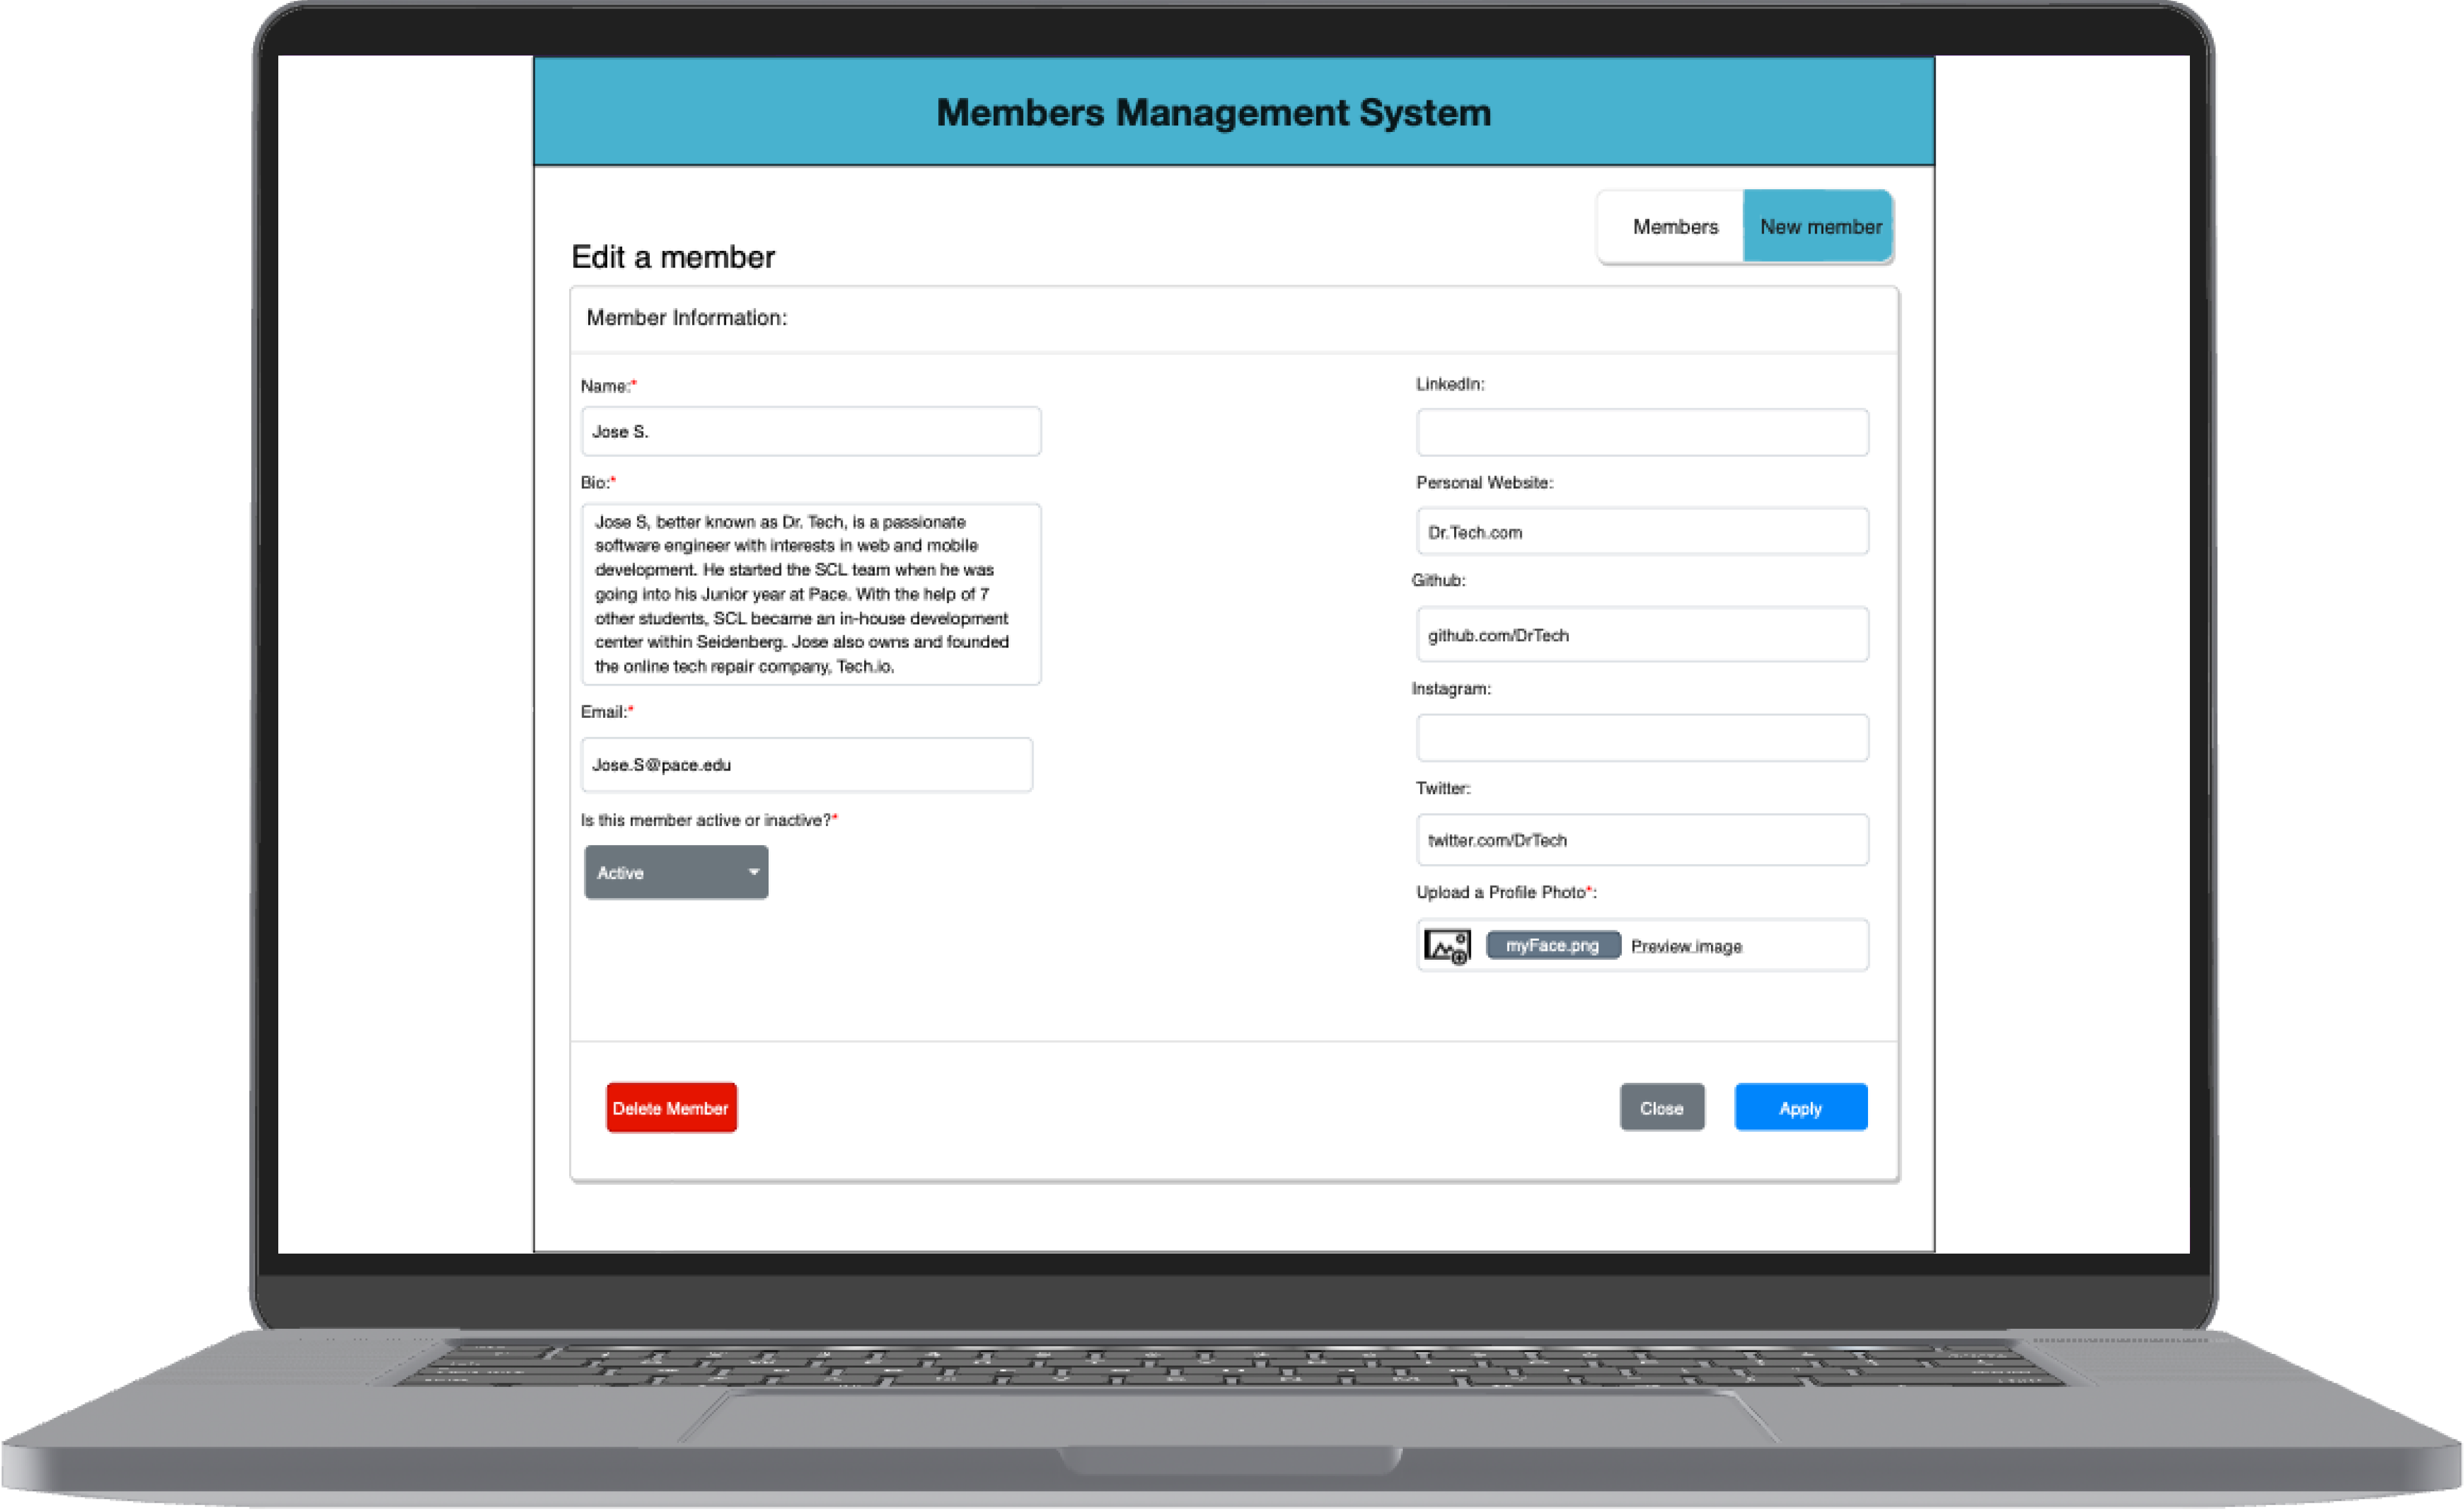 Members Management System
Members
New member
Edit a member
Member Information:
Name:*
Jose S.
Bio:*
Jose S, better known as Dr. Tech, is a passionate
software engineer with interests in web and mobile
development. He started the SCL team when he was
going into his Junior year at Pace. With the help of 7
other students, SCL became an in-house development
center within Seidenberg. Jose also owns and founded
the online tech repair company, Tech.io.
Email:*
Jose.S@pace.edu
Is this member active or inactive?*
Active
LinkedIn:
Personal Website:
Dr.Tech.com
Github:
github.com/DrTech
Instagram:
Twitter:
twitter.com/DrTech
Upload a Profile Photo*:
myFace.png
Preview image
Delete Member
Close
Apply